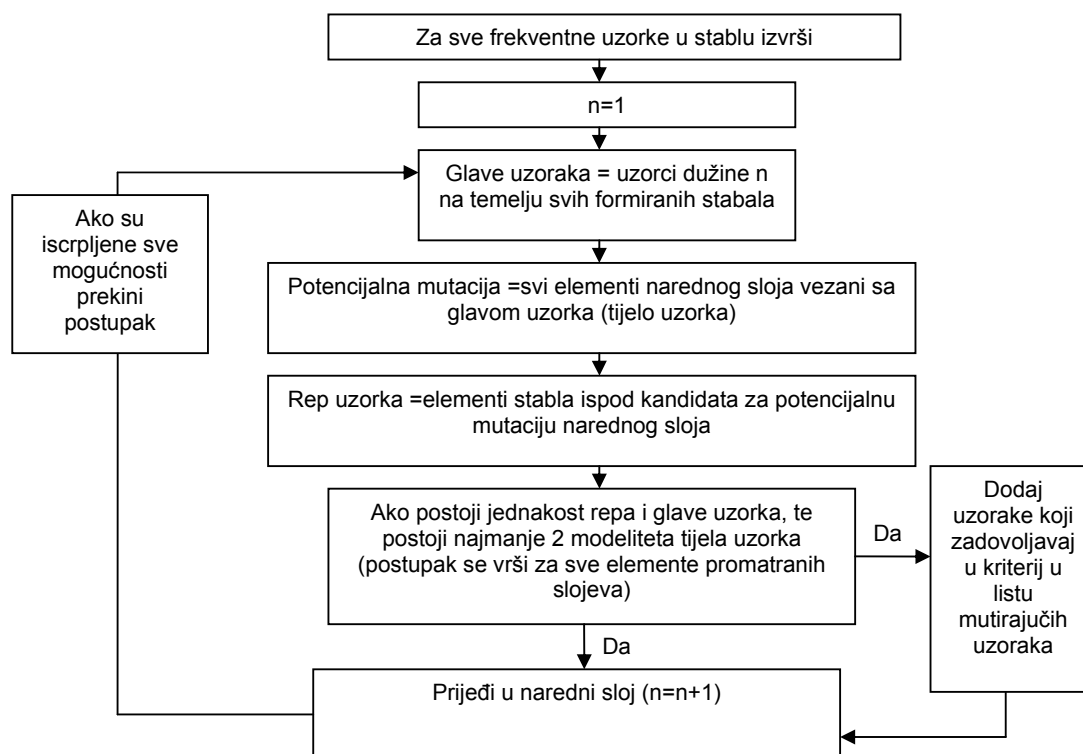 Za sve frekventne uzorke u stablu izvrši
n=1
Glave uzoraka = uzorci dužine n
na temelju svih formiranih stabala
Ako su
iscrpljene sve
mogućnosti
prekini
postupak
Potencijalna mutacija =svi elementi narednog sloja vezani sa
glavom uzorka (tijelo uzorka)
Rep uzorka =elementi stabla ispod kandidata za potencijalnu
mutaciju narednog sloja
Ako postoji jednakost repa i glave uzorka, te
postoji najmanje 2 modeliteta tijela uzorka
(postupak se vrši za sve elemente promatranih
slojeva)
Da
Dodaj
uzorake koji
zadovoljavaj
u kriterij u
listu
mutirajučih
uzoraka
Da
Prijeđi u naredni sloj (n=n+1)